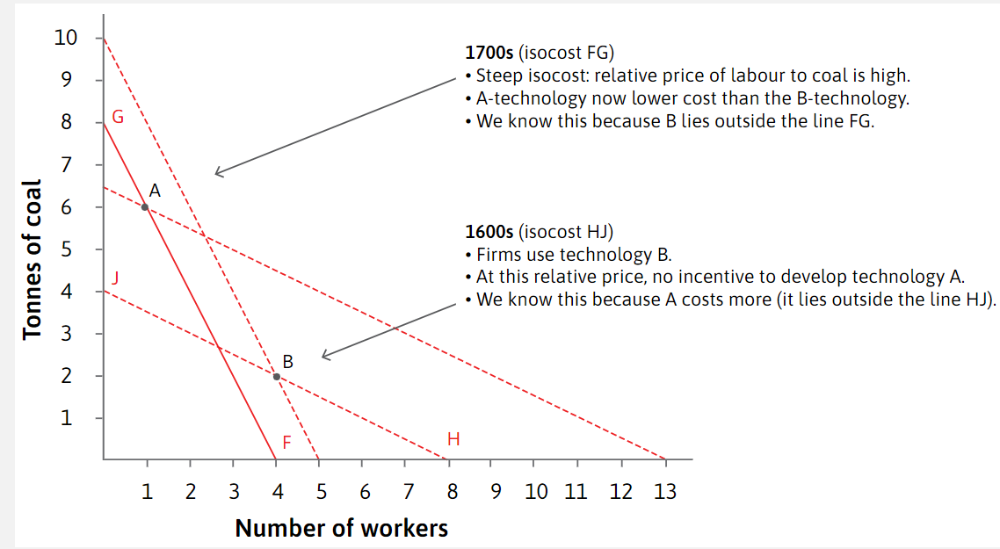 10
9
8
7
6
5
4
3
2
1
Tonnes of coal
G
A
J
B
F
H
1700s (isocost FG)
• Steep isocost: relative price of labour to coal is high.
• A-technology now lower cost than the B-technology.
• We know this because B lies outside the line FG.
1600s (isocost HJ)
• Firms use technology B.
• At this relative price, no incentive to develop technology A.
• We know this because A costs more (it lies outside the line HJ).
1 2 3 4 5 6 7 8 9 10 11 12 13
Number of workers